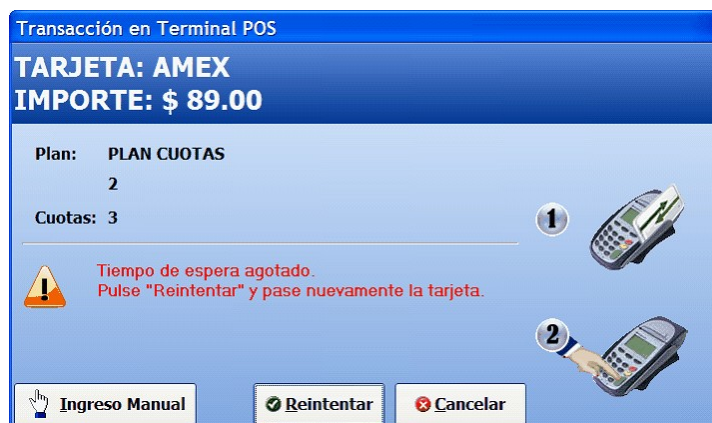 Transacción en Terminal POS
TARJETA: AMEX
IMPORTE: $ 89.00
Plan: PLAN CUOTAS
2
Cuotas: 3
1
Tiempo de espera agotado.
Pulse "Reintentar" y pase nuevamente la tarjeta.
2
Ingreso Manual
Reintentar
Cancelar